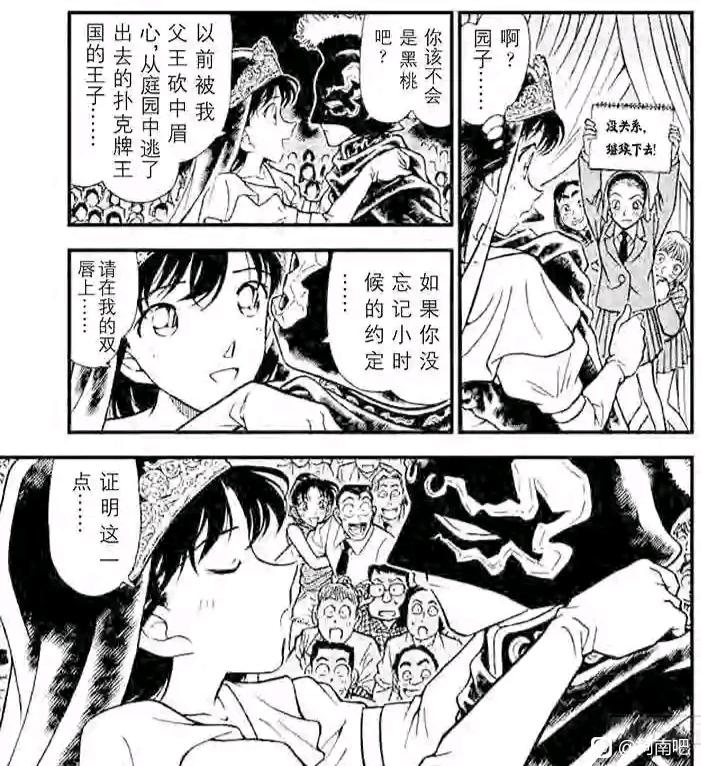 啊？
园子……
没关系，
继续下去！
你该不会
是黑桃
吧？
以前被我
父王砍中眉
心，从庭园中逃了
出去的扑克牌王
国的王子……
如果你没
忘记小时
候的约定
……
请在我的双
唇上……
证明这一
点……
南吧